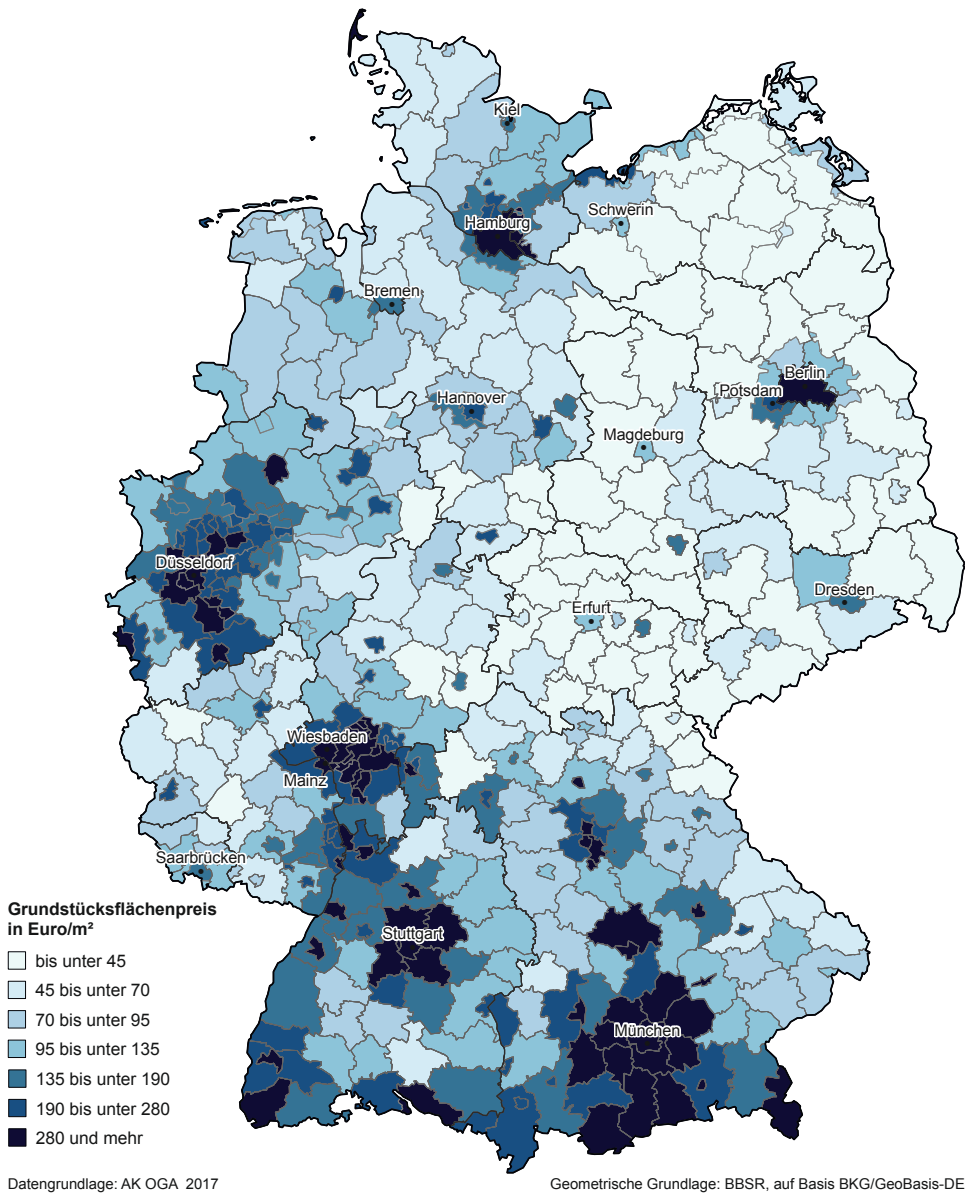 Kiel
Schwerin
Hamburg
Bremen
Berlin
Potsdam
Hannover
Magdeburg
Düsseldorf
Dresden
Erfurt
Wiesbaden
Mainz
Saarbrücken
Stuttgart
München
Grundstücksflächenpreis
in Euro/m²
bis unter 45
45 bis unter 70
70 bis unter 95
95 bis unter 135
135 bis unter 190
190 bis unter 280
280 und mehr
Datengrundlage: AK OGA 2017
Geometrische Grundlage: BBSR, auf Basis BKG/GeoBasis-DE